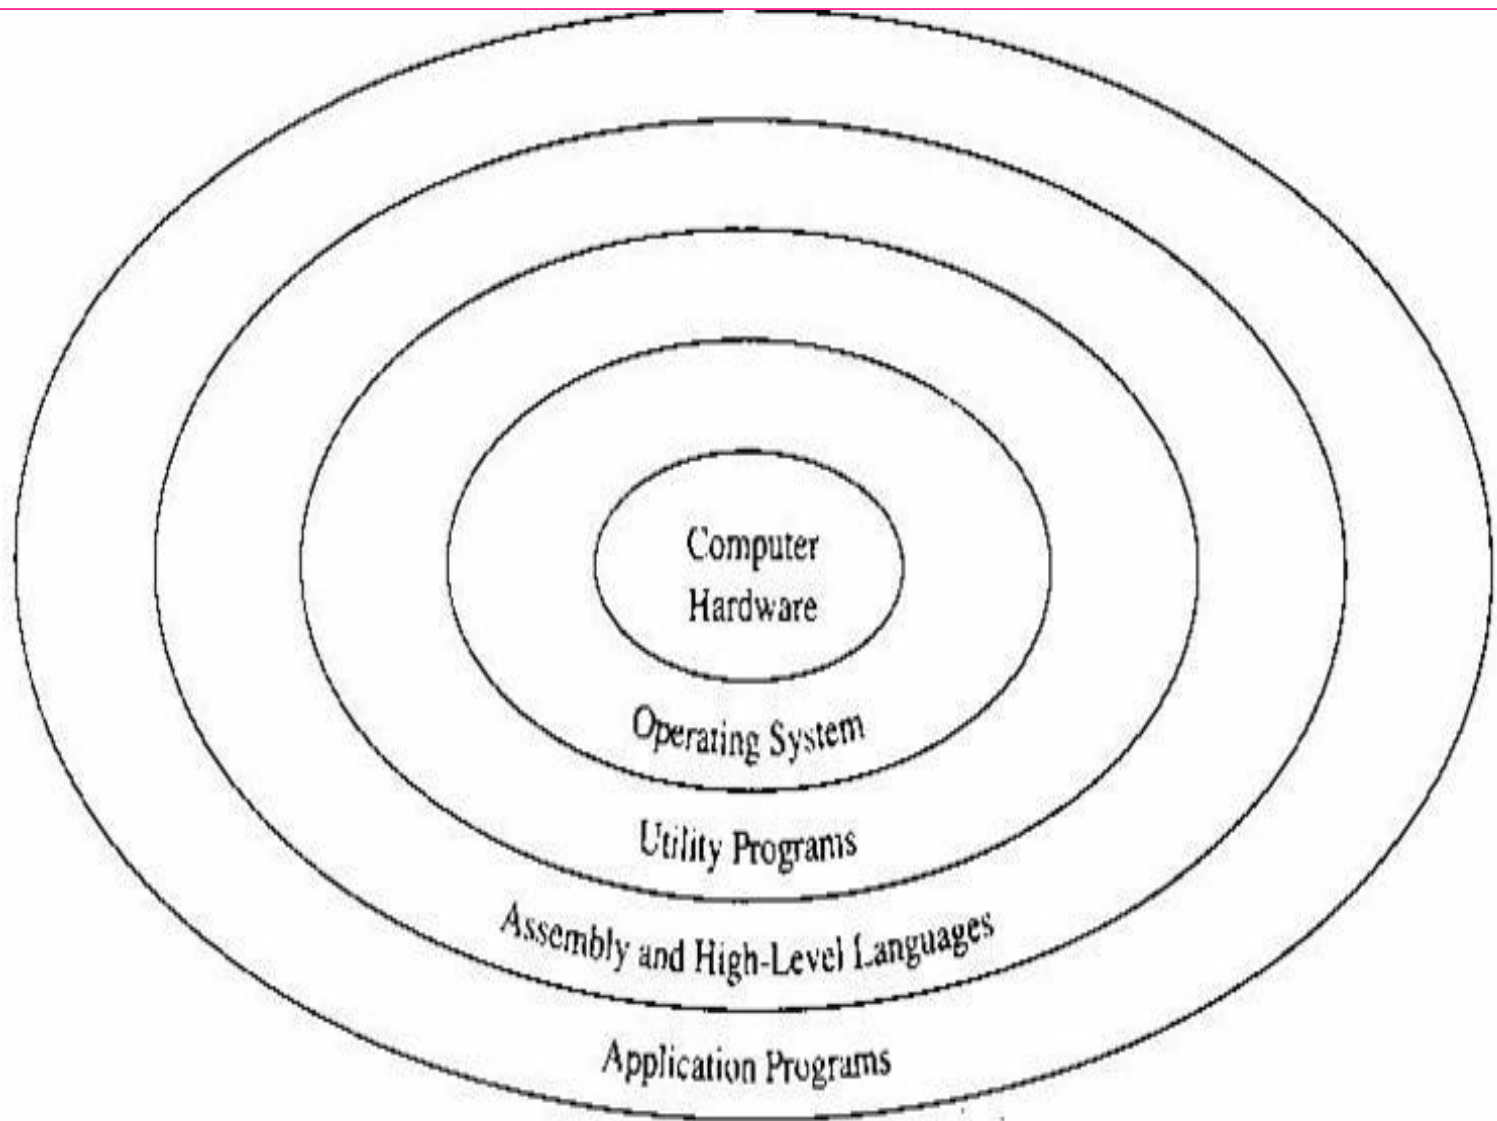 Computer
Hardware
Operating System
Utility Programs
Assembly and High-Level Languages
Application Programs